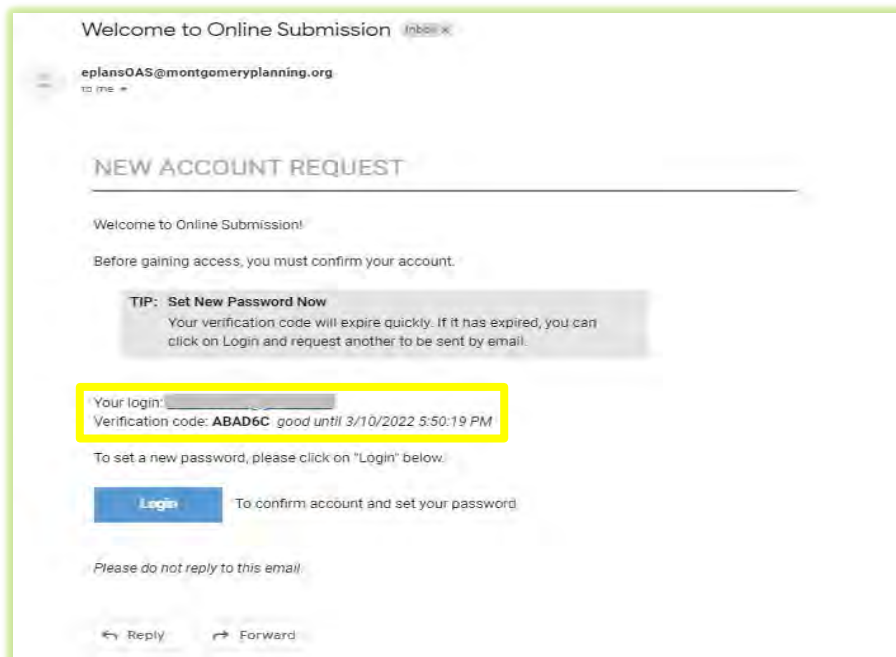 Welcome to Online Submission Inbox x
eplansOAS@montgomeryplanning.org
to me
NEW ACCOUNT REQUEST
Welcome to Online Submission!
Before gaining access, you must confirm your account.
TIP: Set New Password Now
Your verification code will expire quickly. If it has expired, you can
click on Login and request another to be sent by email.
Your login:
Verification code: ABAD6C good until 3/10/2022 5:50:19 PM
To set a new password, please click on "Login" below.
Login To confirm account and set your password
Please do not reply to this email.
Reply Forward